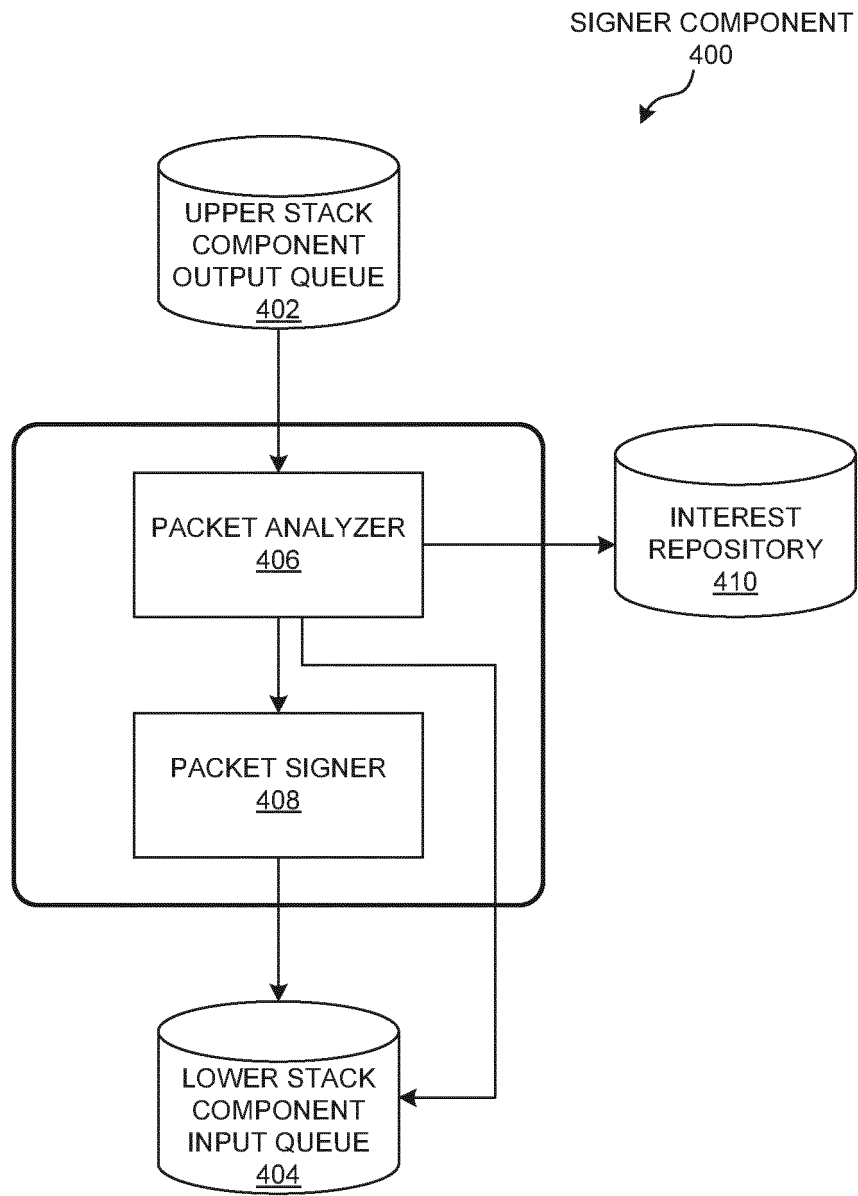 SIGNER COMPONENT
400
UPPER STACK
COMPONENT
OUTPUT QUEUE
402
PACKET ANALYZER
406
INTEREST
REPOSITORY
410
PACKET SIGNER
408
LOWER STACK
COMPONENT
INPUT QUEUE
404